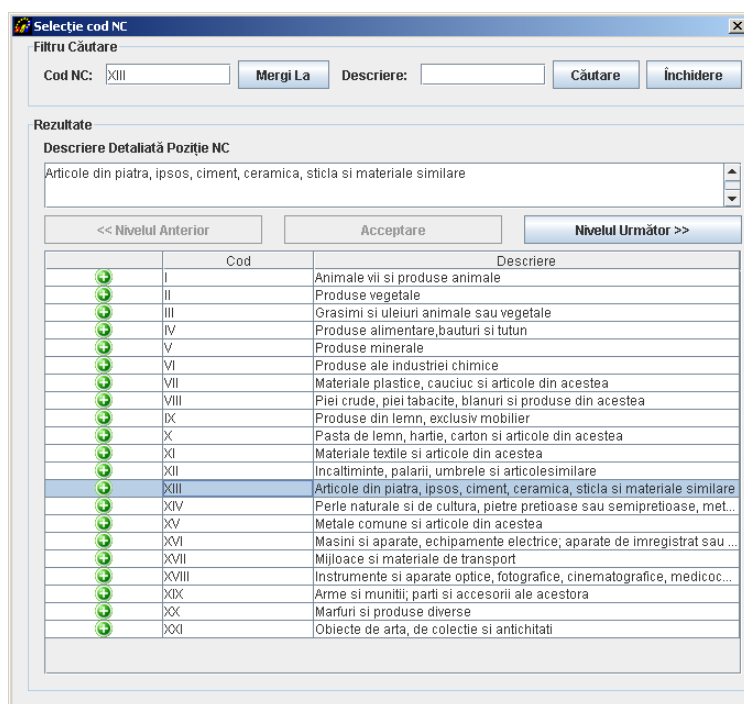 Selecție cod NC
Filtru Căutare
Cod NC: XIII Mergi La Descriere: Căutare Închidere
Rezultate
Descriere Detaliată Poziție NC
Articole din piatra, ipsos, ciment, ceramica, sticla si materiale similare
<< Nivelul Anterior Acceptare Nivelul Următor >>
Cod Descriere
I Animale vii si produse animale
II Produse vegetale
III Grasimi si uleiuri animale sau vegetale
IV Produse alimentare,bauturi si tutun
V Produse minerale
VI Produse ale industriei chimice
VII Materiale plastice, cauciuc si articole din acestea
VIII Piei crude, piei tabacite, blanuri si produse din acestea
IX Produse din lemn, exclusiv mobilier
X Pasta de lemn, hartie, carton si articole din acestea
XI Materiale textile si articole din acestea
XII Incaltiminte, palarii, umbrele si articolesimilare
XIII Articole din piatra, ipsos, ciment, ceramica, sticla si materiale similare
XIV Perle naturale si de cultura, pietre pretioase sau semipretioase, met...
XV Metale comune si articole din acestea
XVI Masini si aparate, echipamente electrice; aparate de imregistrat sau ...
XVII Mijloace si materiale de transport
XVIII Instrumente si aparate optice, fotografice, cinematografice, medicoc...
XIX Arme si munitii; parti si accesorii ale acestora
XX Marfuri si produse diverse
XXI Obiecte de arta, de colectie si antichitati